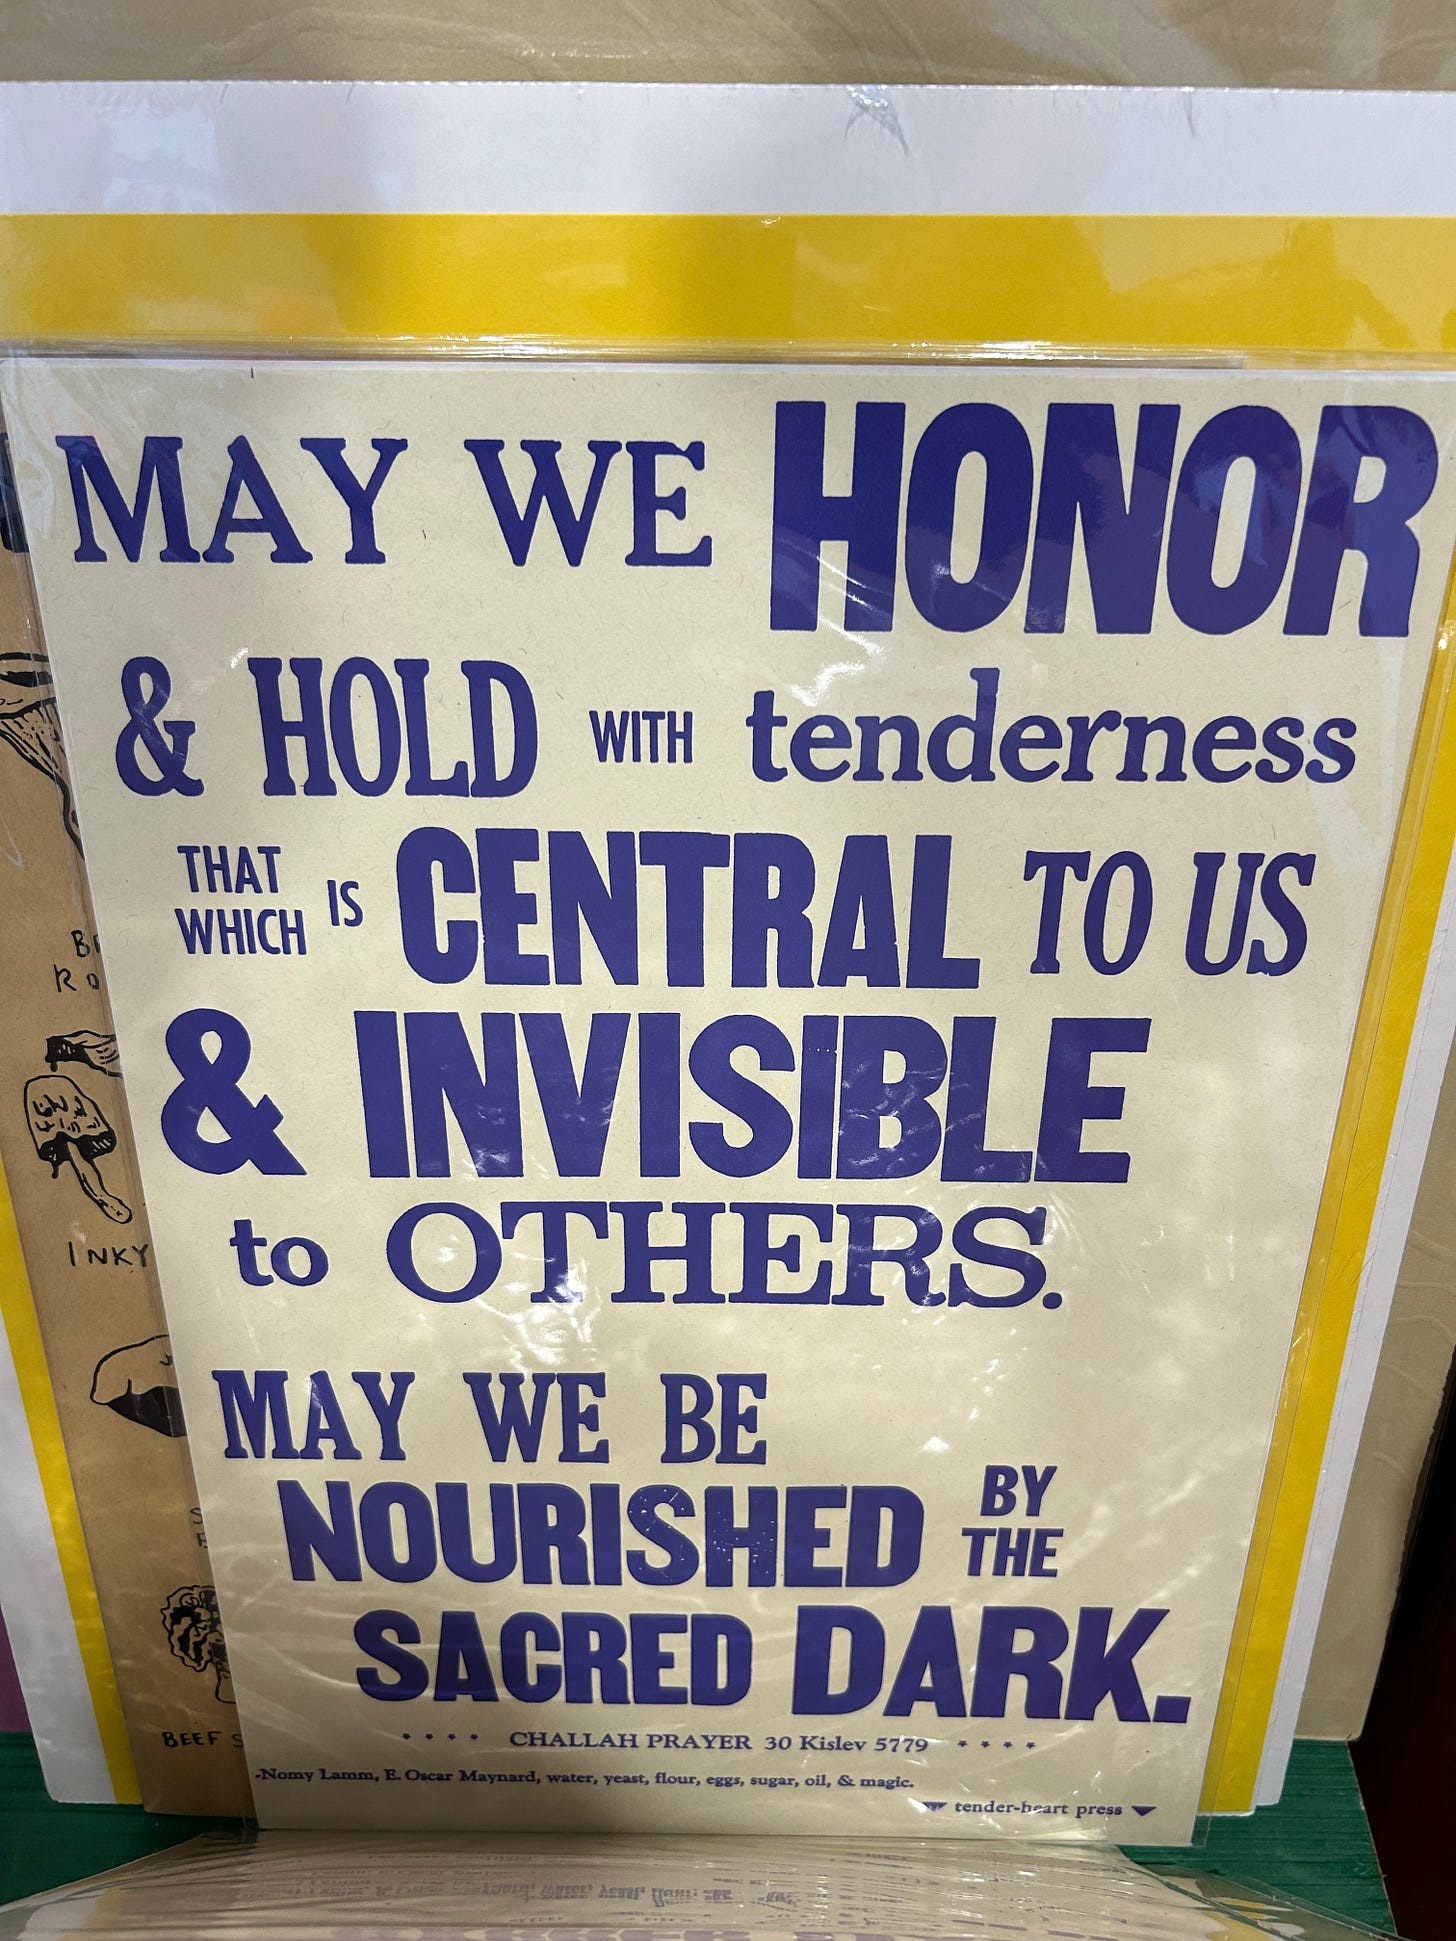 MAY WE HONOR
& HOLD WITH tenderness
THAT WHICH IS CENTRAL TO US
& INVISIBLE
to OTHERS.
MAY WE BE
NOURISHED BY THE
SACRED DARK.
CHALLAH PRAYER 30 Kislev 5779
-Nomy Lamm, E. Oscar Maynard, water, yeast, flour, eggs, sugar, oil, & magic.
tender-heart press
INKY
BEEF